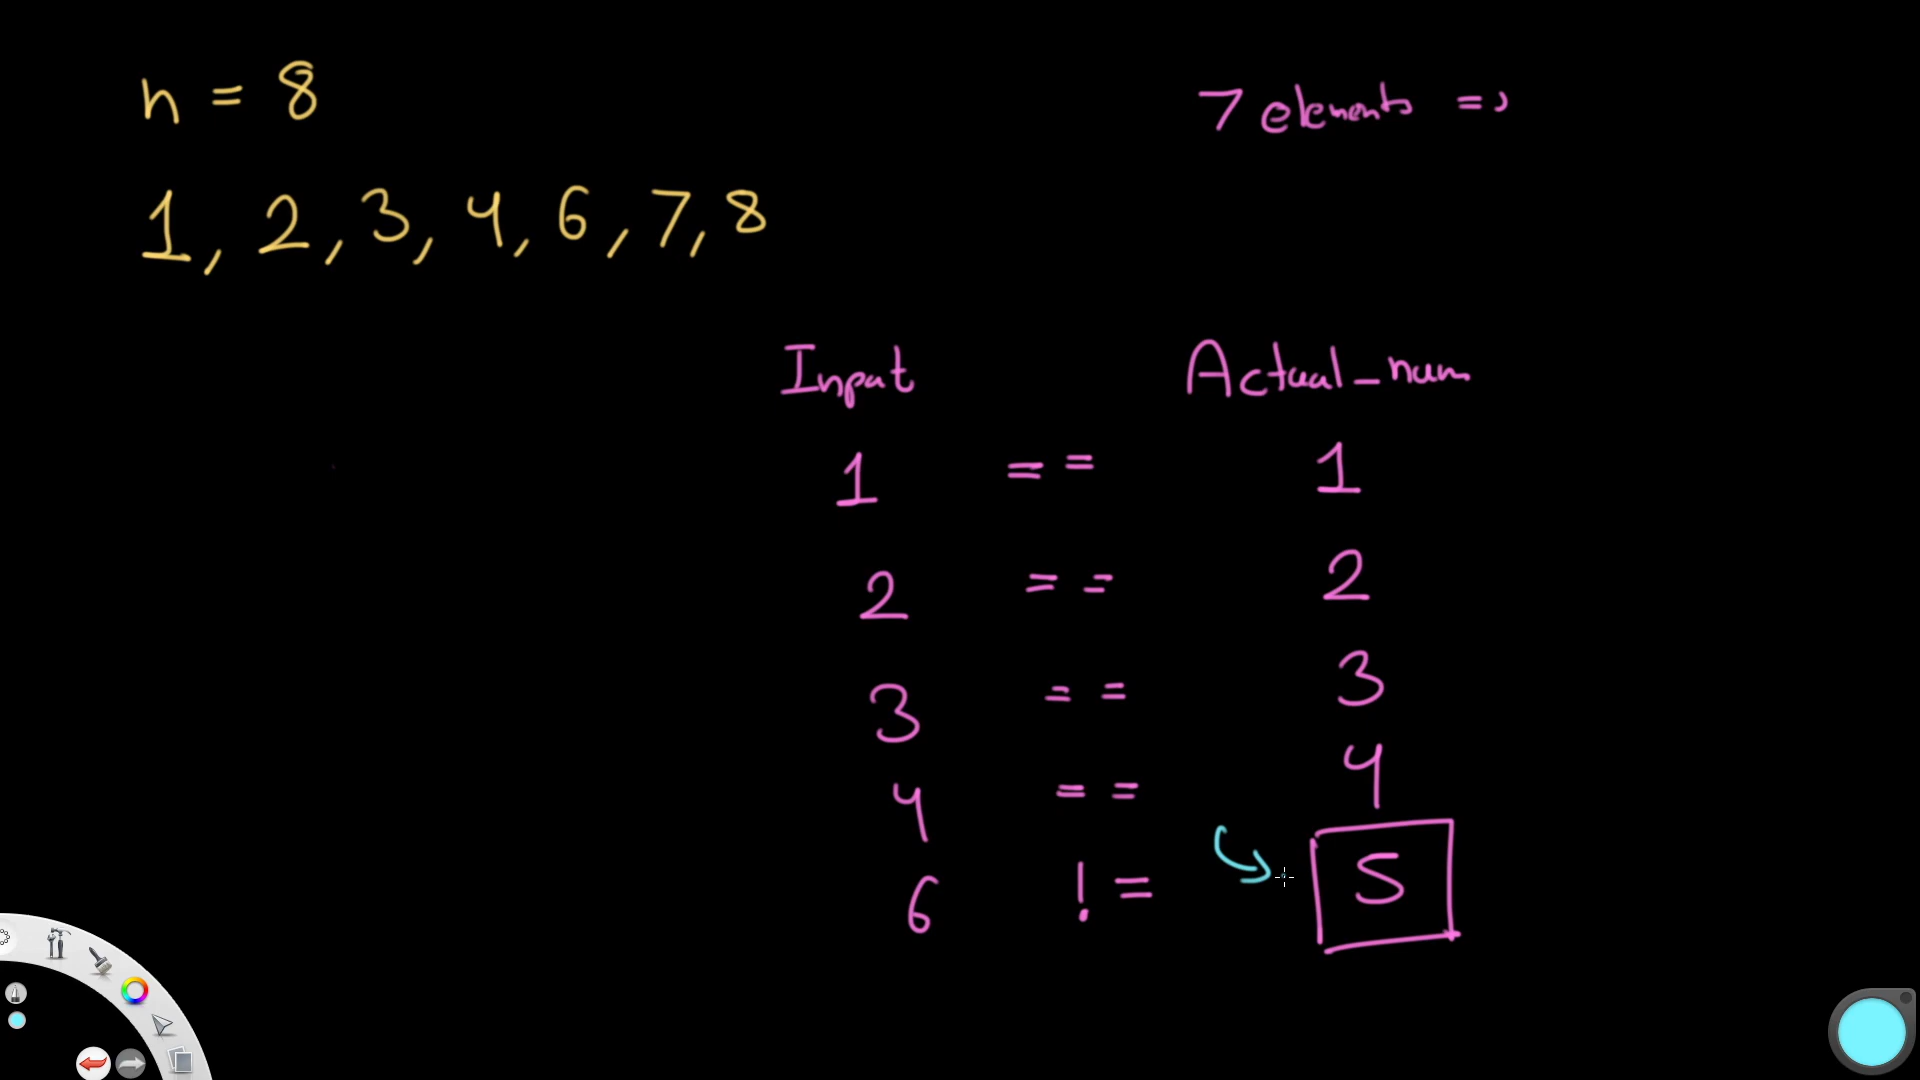 n = 8
7 elements =>
1, 2, 3, 4, 6, 7, 8
Input Actual_num
1 == 1
2 == 2
3 == 3
4 == 4
6 != 5